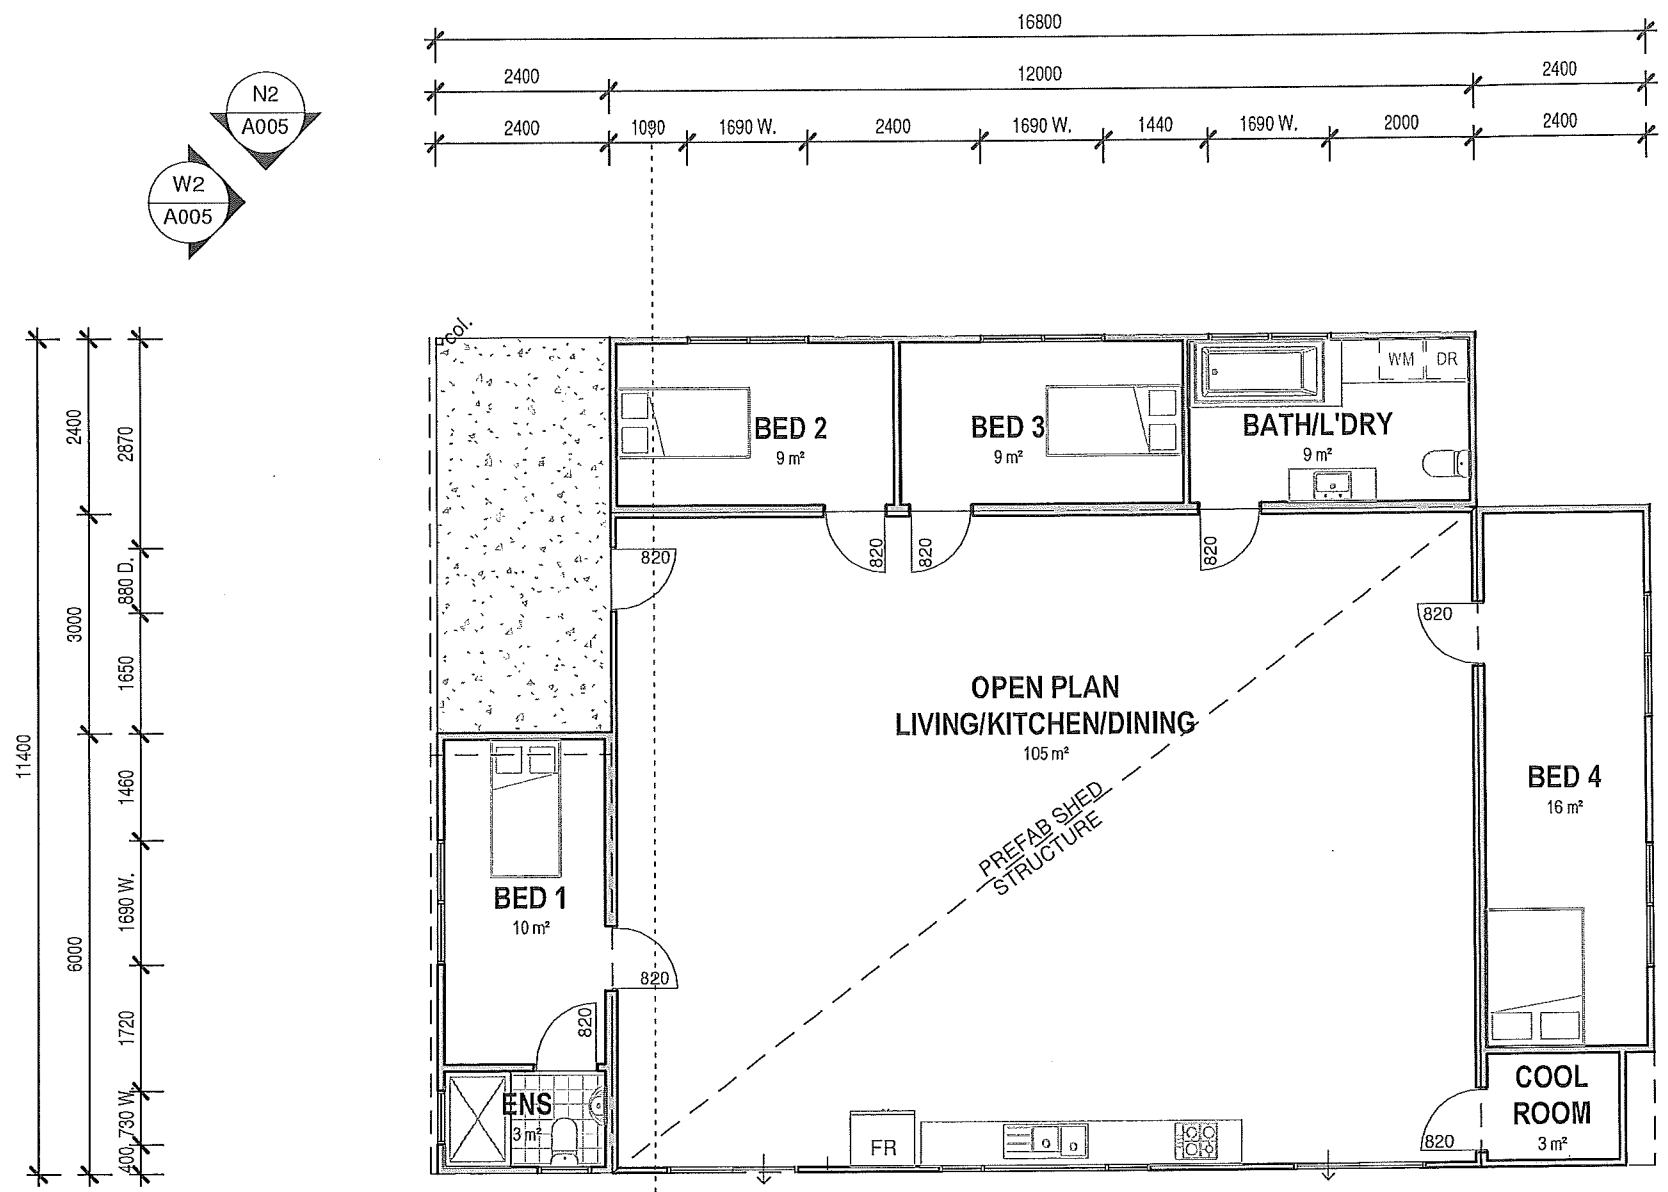 16800
2400
12000
2400
2400
1090
1690 W.
2400
1690 W.
1440
1690 W.
2000
2400
N2
A005
W2
A005
11400
2400
3000
6000
2870
880 D.
1650
1460
1690 W.
1720
730 W.
400
col.
BED 2
9 m²
BED 3
9 m²
WM
DR
BATH/L'DRY
9 m²
820
820
820
820
820
OPEN PLAN
LIVING/KITCHEN/DINING
105 m²
PREFAB SHED
STRUCTURE
BED 4
16 m²
BED 1
10 m²
820
820
ENS
3 m²
FR
820
COOL
ROOM
3 m²